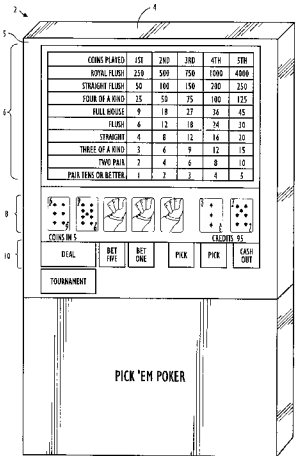 2
4
5
COINS PLAYED 1ST 2ND 3RD 4TH 5TH
ROYAL FLUSH 250 500 750 1000 4000
STRAIGHT FLUSH 50 100 150 200 250
FOUR OF A KIND 25 50 75 100 125
6
FULL HOUSE 9 18 27 36 45
FLUSH 6 12 18 24 30
STRAIGHT 4 8 12 16 20
THREE OF A KIND 3 6 9 12 15
TWO PAIR 2 4 6 8 10
PAIR TENS OR BETTER 1 2 3 4 5
8
COINS IN 5 CREDITS 95
10
DEAL BET FIVE BET ONE PICK PICK CASH OUT
TOURNAMENT
PICK 'EM POKER